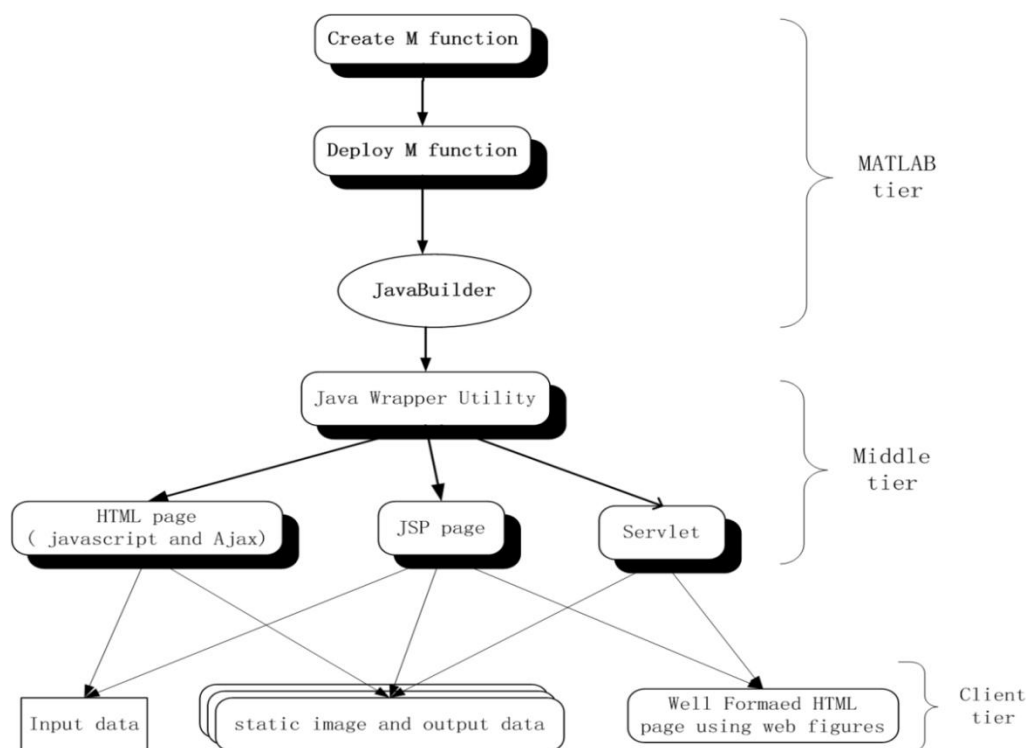 Create M function
Deploy M function
MATLAB
tier
JavaBuilder
Java Wrapper Utility
Middle
tier
HTML page
( javascript and Ajax)
JSP page
Servlet
Input data
static image and output data
Well Formaed HTML
page using web figures
Client
tier